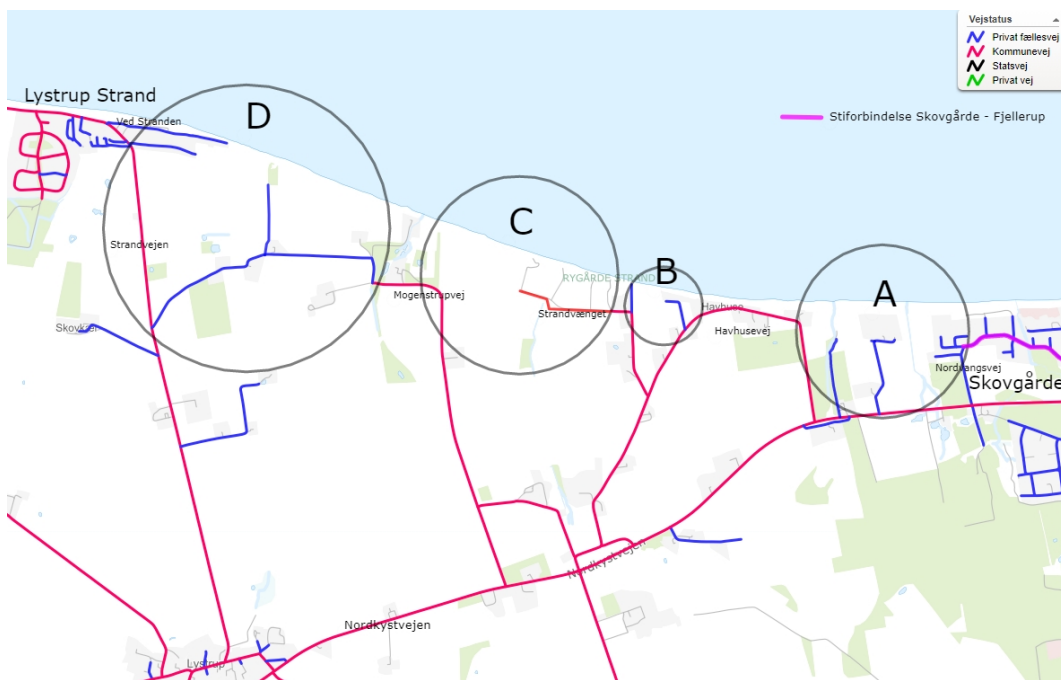 Vejstatus
Privat fællesvej
Kommunevej
Statsvej
Privat vej
Stiforbindelse Skovgårde - Fjellerup
Lystrup Strand
Ved Stranden
D
C
B
A
Strandvejen
RYGÅRDE STRAND
Mogenstrupvej
Strandvænget
Havhuse
Havhusevej
Skovkær
Nordvangsvej
Skovgårde
Nordkystvejen
Nordkystvejen
Lystrup